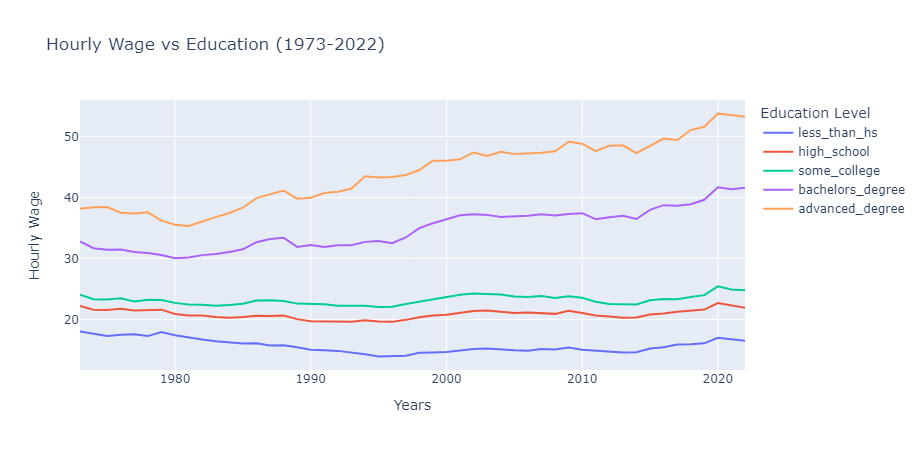 Hourly Wage vs Education (1973-2022)
Education Level
less_than_hs
high_school
some_college
bachelors_degree
advanced_degree
Hourly Wage
50
40
30
20
1980
1990
2000
2010
2020
Years